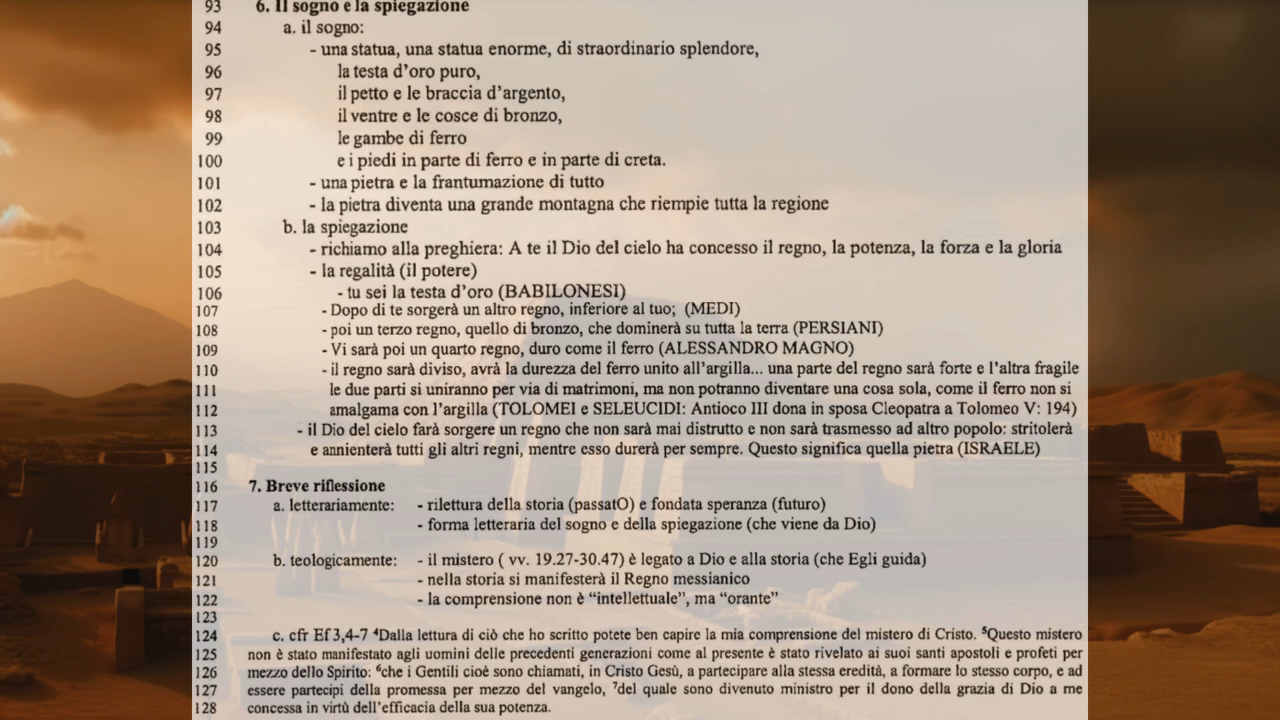 93 6. Il sogno e la spiegazione
94 a. il sogno:
95 - una statua, una statua enorme, di straordinario splendore,
96 la testa d'oro puro,
97 il petto e le braccia d'argento,
98 il ventre e le cosce di bronzo,
99 le gambe di ferro
100 e i piedi in parte di ferro e in parte di creta.
101 - una pietra e la frantumazione di tutto
102 - la pietra diventa una grande montagna che riempie tutta la regione
103 b. la spiegazione
104 - richiamo alla preghiera: A te il Dio del cielo ha concesso il regno, la potenza, la forza e la gloria
105 - la regalità (il potere)
106 - tu sei la testa d'oro (BABILONESI)
107 - Dopo di te sorgerà un altro regno, inferiore al tuo; (MEDI)
108 - poi un terzo regno, quello di bronzo, che dominerà su tutta la terra (PERSIANI)
109 - Vi sarà poi un quarto regno, duro come il ferro (ALESSANDRO MAGNO)
110 - il regno sarà diviso, avrà la durezza del ferro unito all'argilla... una parte del regno sarà forte e l'altra fragile
111 le due parti si uniranno per via di matrimoni, ma non potranno diventare una cosa sola, come il ferro non si
112 amalgama con l'argilla (TOLOMEI e SELEUCIDI: Antioco III dona in sposa Cleopatra a Tolomeo V: 194)
113 - il Dio del cielo farà sorgere un regno che non sarà mai distrutto e non sarà trasmesso ad altro popolo: stritolerà
114 e annienterà tutti gli altri regni, mentre esso durerà per sempre. Questo significa quella pietra (ISRAELE)
115
116 7. Breve riflessione
117 a. letterariamente: - rilettura della storia (passatO) e fondata speranza (futuro)
118 - forma letteraria del sogno e della spiegazione (che viene da Dio)
119
120 b. teologicamente: - il mistero ( vv. 19.27-30.47) è legato a Dio e alla storia (che Egli guida)
121 - nella storia si manifesterà il Regno messianico
122 - la comprensione non è “intellettuale”, ma “orante”
123
124 c. cfr Ef 3,4-7 ⁴Dalla lettura di ciò che ho scritto potete ben capire la mia comprensione del mistero di Cristo. ⁵Questo mistero
125 non è stato manifestato agli uomini delle precedenti generazioni come al presente è stato rivelato ai suoi santi apostoli e profeti per
126 mezzo dello Spirito: ⁶che i Gentili cioè sono chiamati, in Cristo Gesù, a partecipare alla stessa eredità, a formare lo stesso corpo, e ad
127 essere partecipi della promessa per mezzo del vangelo, ⁷del quale sono divenuto ministro per il dono della grazia di Dio a me
128 concessa in virtù dell'efficacia della sua potenza.